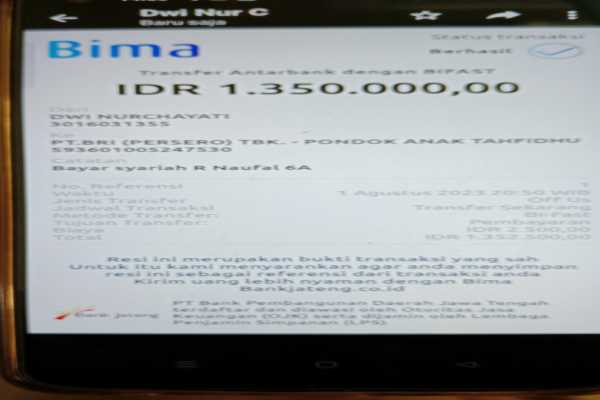 Dwi Nur C
Baru saja
Bima
Status transaksi
Berhasil
Transfer Antarbank dengan BIFAST
IDR 1.350.000,00
Dari
DWI NURCHAYATI
3016031355
Ke
PT.BRI (PERSERO) TBK. - PONDOK ANAK TAHFIDHU
593601005247530
Catatan
Bayar syariah R Naufal 6A
No. Referensi 1
Waktu 1 Agustus 2023 20:50 WIB
Jenis Transfer Off Us
Jadwal Transaksi Transfer Sekarang
Metode Transfer: BI-Fast
Tujuan Transfer: Pembayaran
Biaya IDR 2.500,00
Total IDR 1.352.500,00
Resi ini merupakan bukti transaksi yang sah
Untuk itu kami menyarankan agar anda menyimpan
resi ini sebagai referensi dari transaksi anda
Kirim uang lebih nyaman dengan Bima
Bankjateng.co.id
Bank Jateng
PT Bank Pembangunan Daerah Jawa Tengah
terdaftar dan diawasi oleh Otoritas Jasa
Keuangan (OJK) serta dijamin oleh Lembaga
Penjamin Simpanan (LPS)